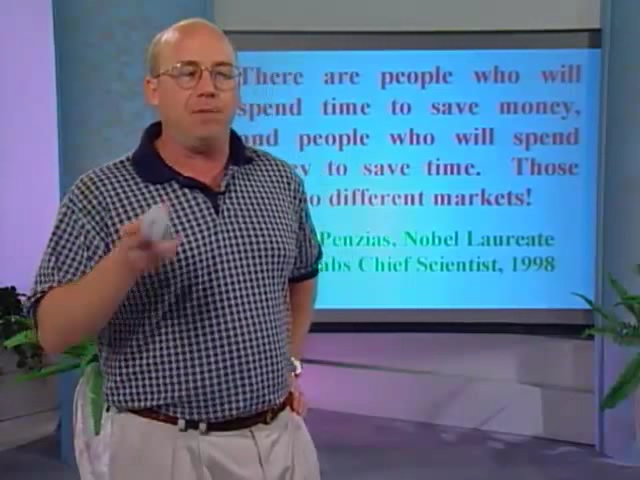 There are people who will
spend time to save money,
and people who will spend
to save time. Those
different markets!
Penzias, Nobel Laureate
Chief Scientist, 1998